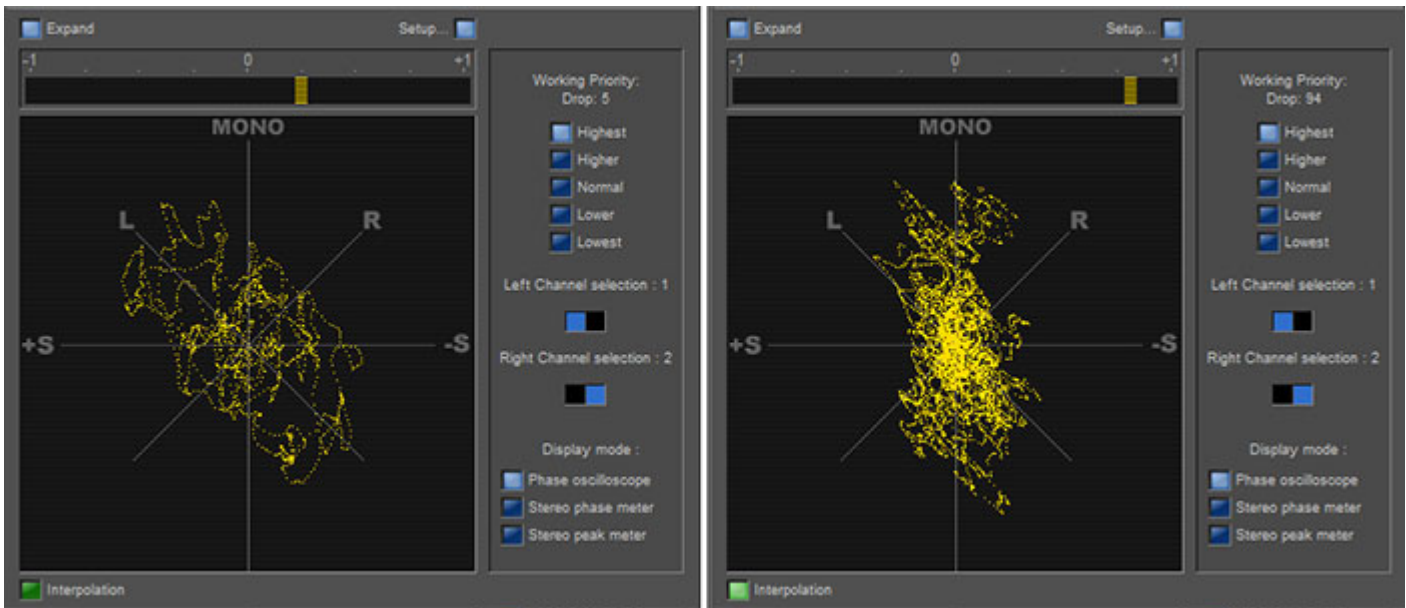 Expand Setup...
-1 0 +1
MONO
L R
+S -S
Interpolation
Working Priority:
Drop: 5
Highest
Higher
Normal
Lower
Lowest
Left Channel selection : 1
Right Channel selection : 2
Display mode :
Phase oscilloscope
Stereo phase meter
Stereo peak meter
Expand Setup...
-1 0 +1
MONO
L R
+S -S
Interpolation
Working Priority:
Drop: 94
Highest
Higher
Normal
Lower
Lowest
Left Channel selection : 1
Right Channel selection : 2
Display mode :
Phase oscilloscope
Stereo phase meter
Stereo peak meter